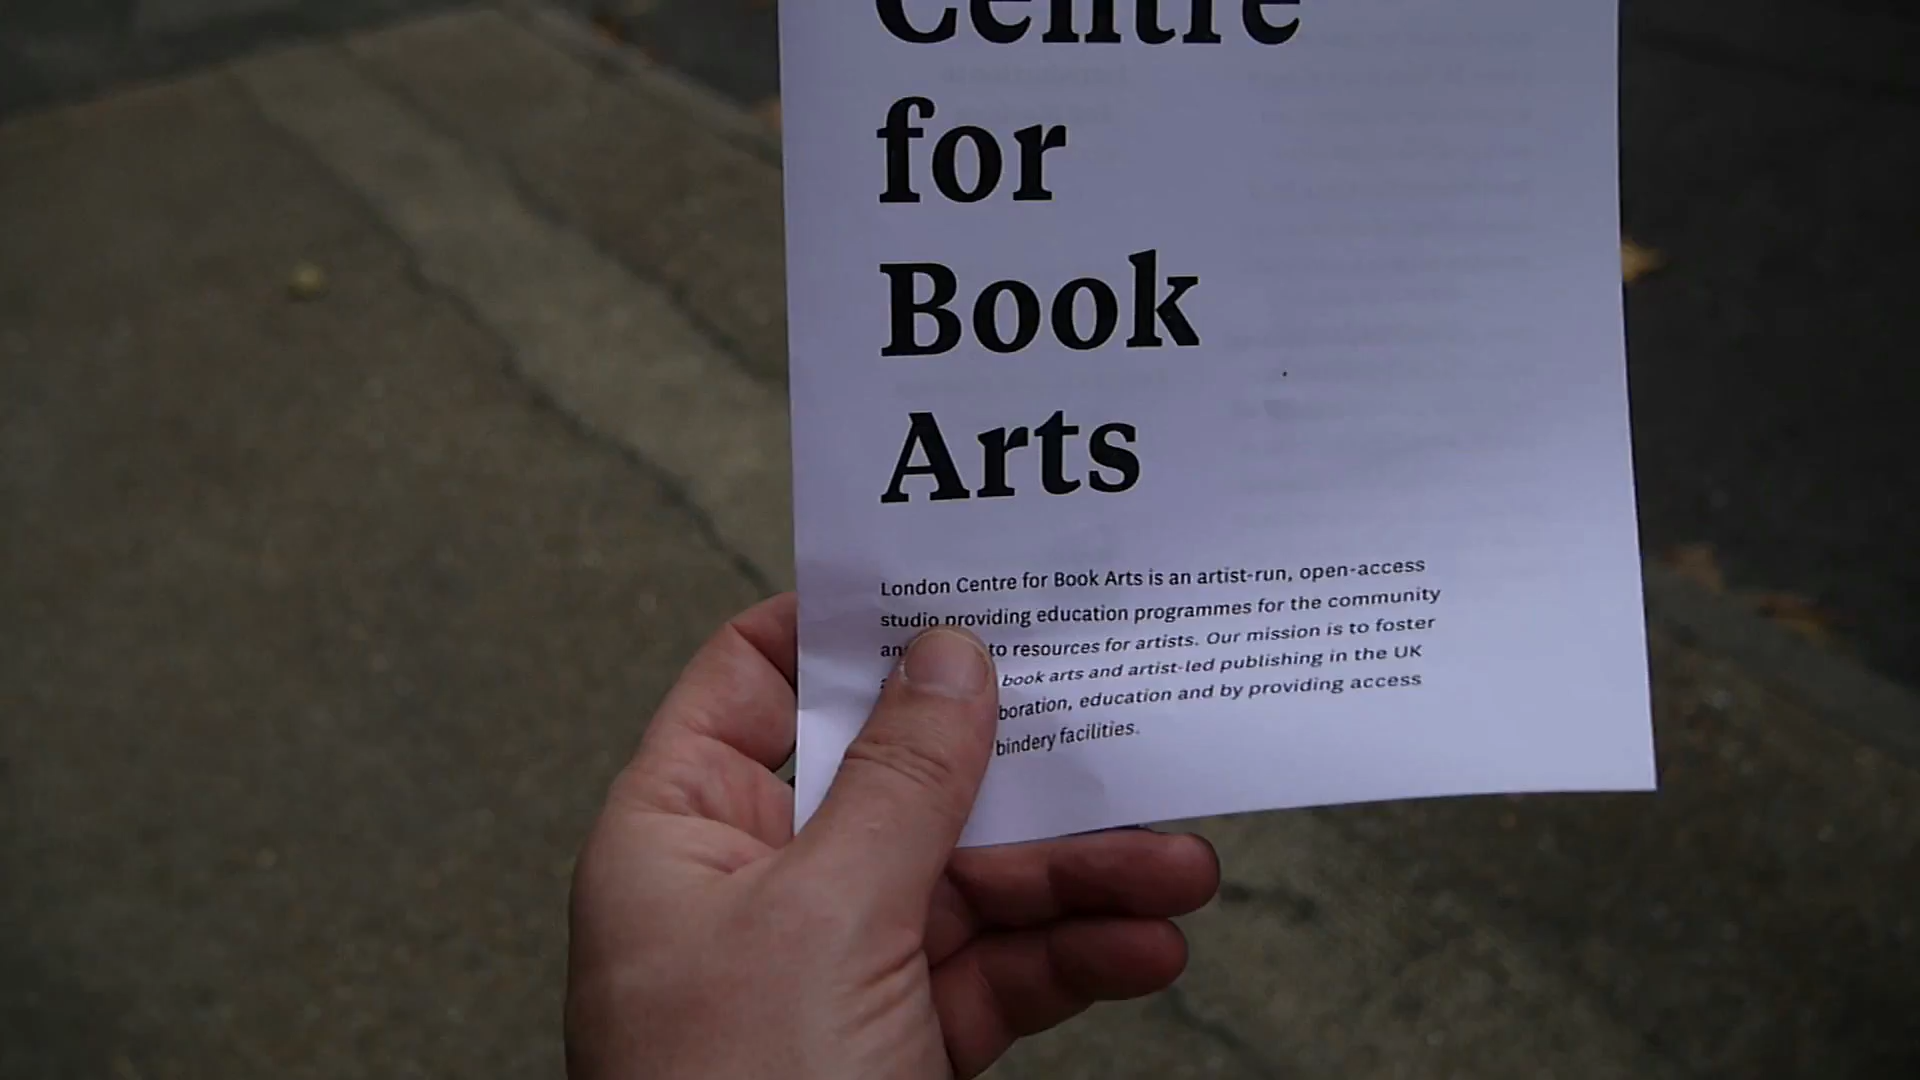 Centre
for
Book
Arts
London Centre for Book Arts is an artist-run, open-access
studio providing education programmes for the community
to resources for artists. Our mission is to foster
book arts and artist-led publishing in the UK
education and by providing access
bindery facilities.